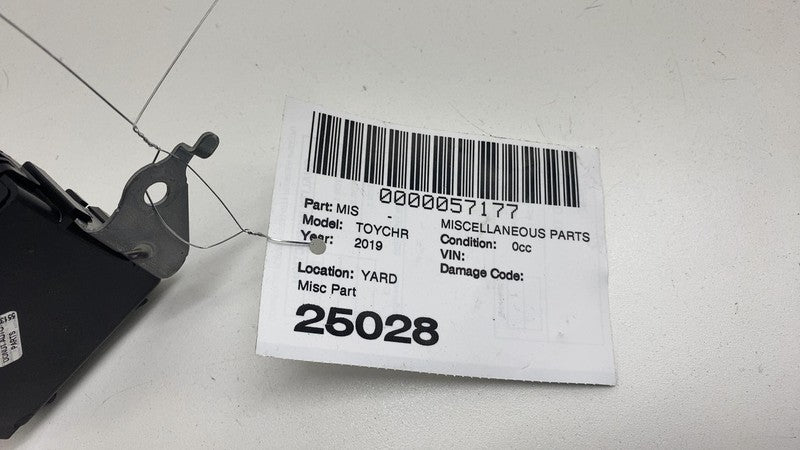 0000057177
Part: MIS - MISCELLANEOUS PARTS
Model: TOYCHR Condition: 0cc
Year: 2019 VIN:
Damage Code:
Location: YARD
Misc Part
25028